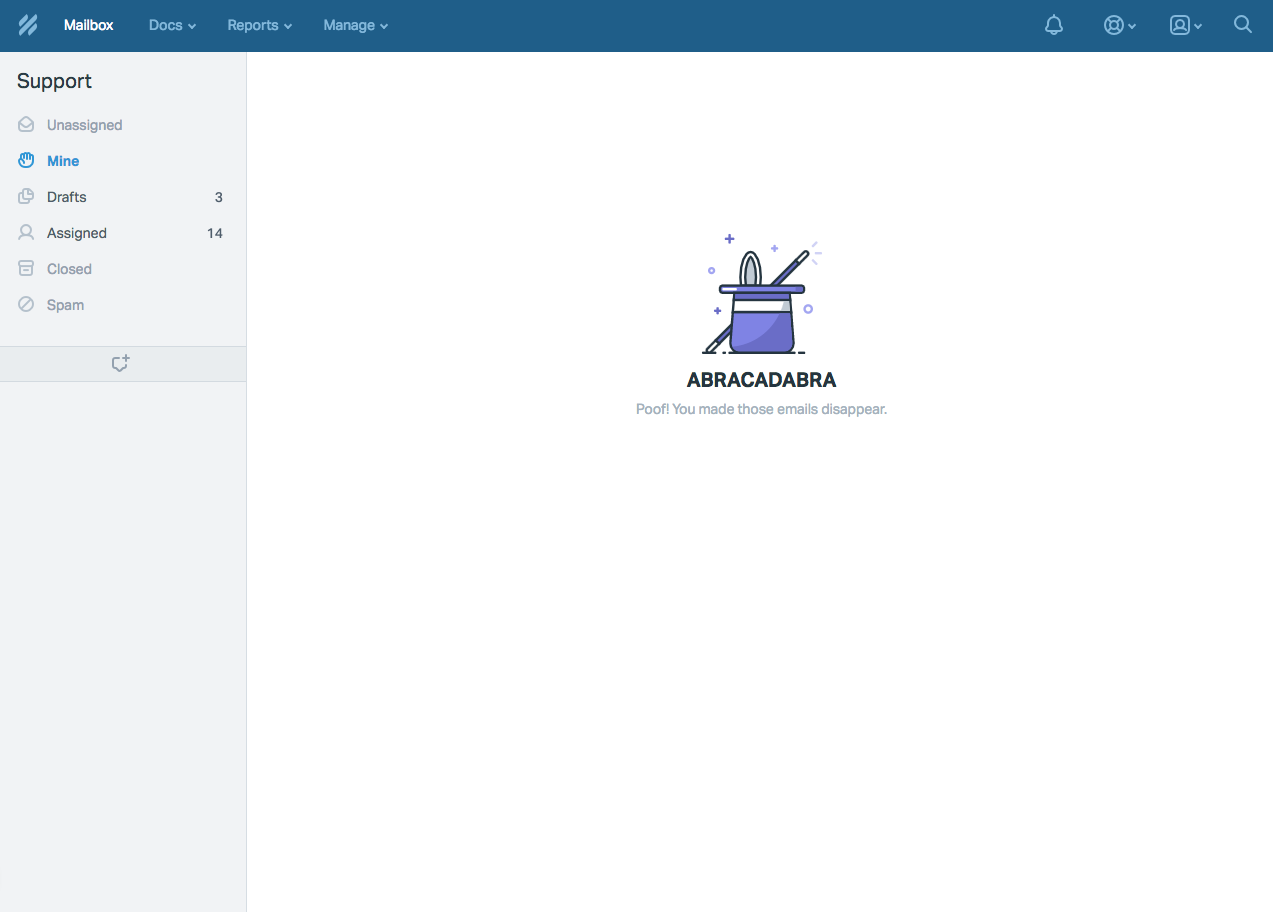 Mailbox Docs Reports Manage
Support
Unassigned
Mine
Drafts 3
Assigned 14
Closed
Spam
ABRACADABRA
Poof! You made those emails disappear.